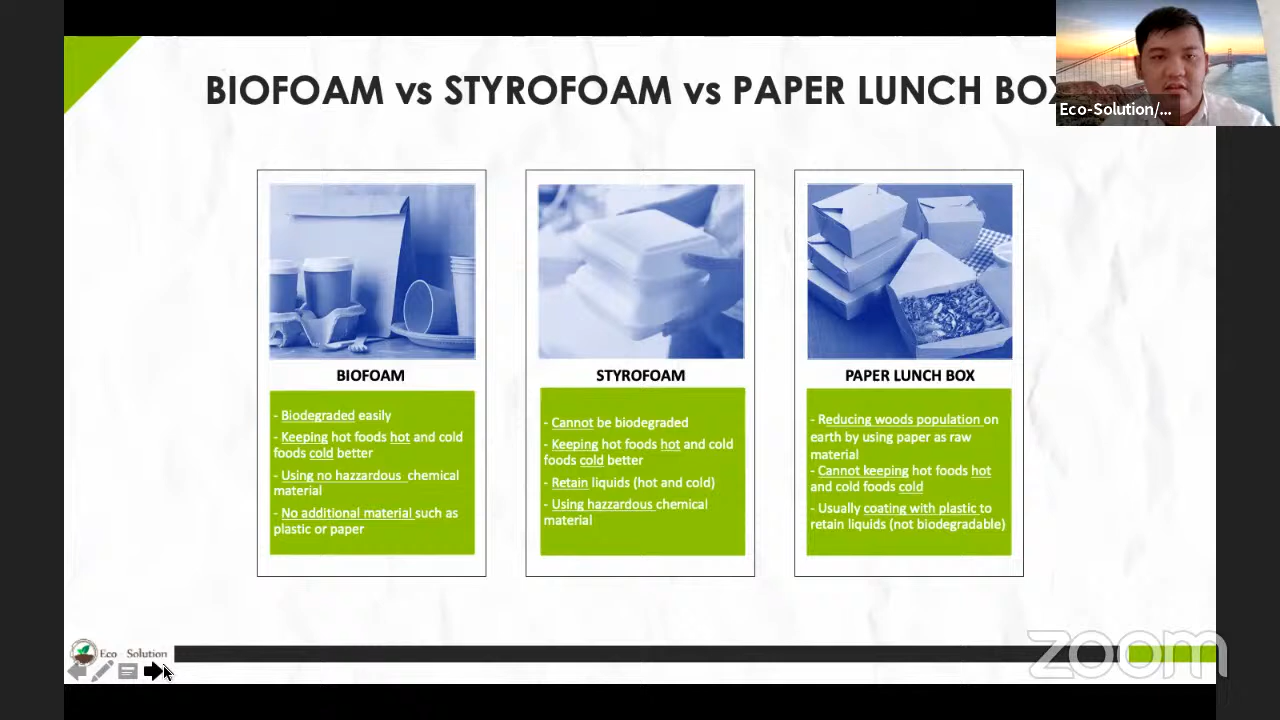 BIOFOAM vs STYROFOAM vs PAPER LUNCH BOX
Eco-Solution/...
BIOFOAM
- Biodegraded easily
- Keeping hot foods hot and cold
foods cold better
- Using no hazzardous chemical
material
- No additional material such as
plastic or paper
STYROFOAM
- Cannot be biodegraded
- Keeping hot foods hot and cold
foods cold better
- Retain liquids (hot and cold)
- Using hazzardous chemical
material
PAPER LUNCH BOX
- Reducing woods population on
earth by using paper as raw
material
- Cannot keeping hot foods hot
and cold foods cold
- Usually coating with plastic to
retain liquids (not biodegradable)
Eco Solution
zoom